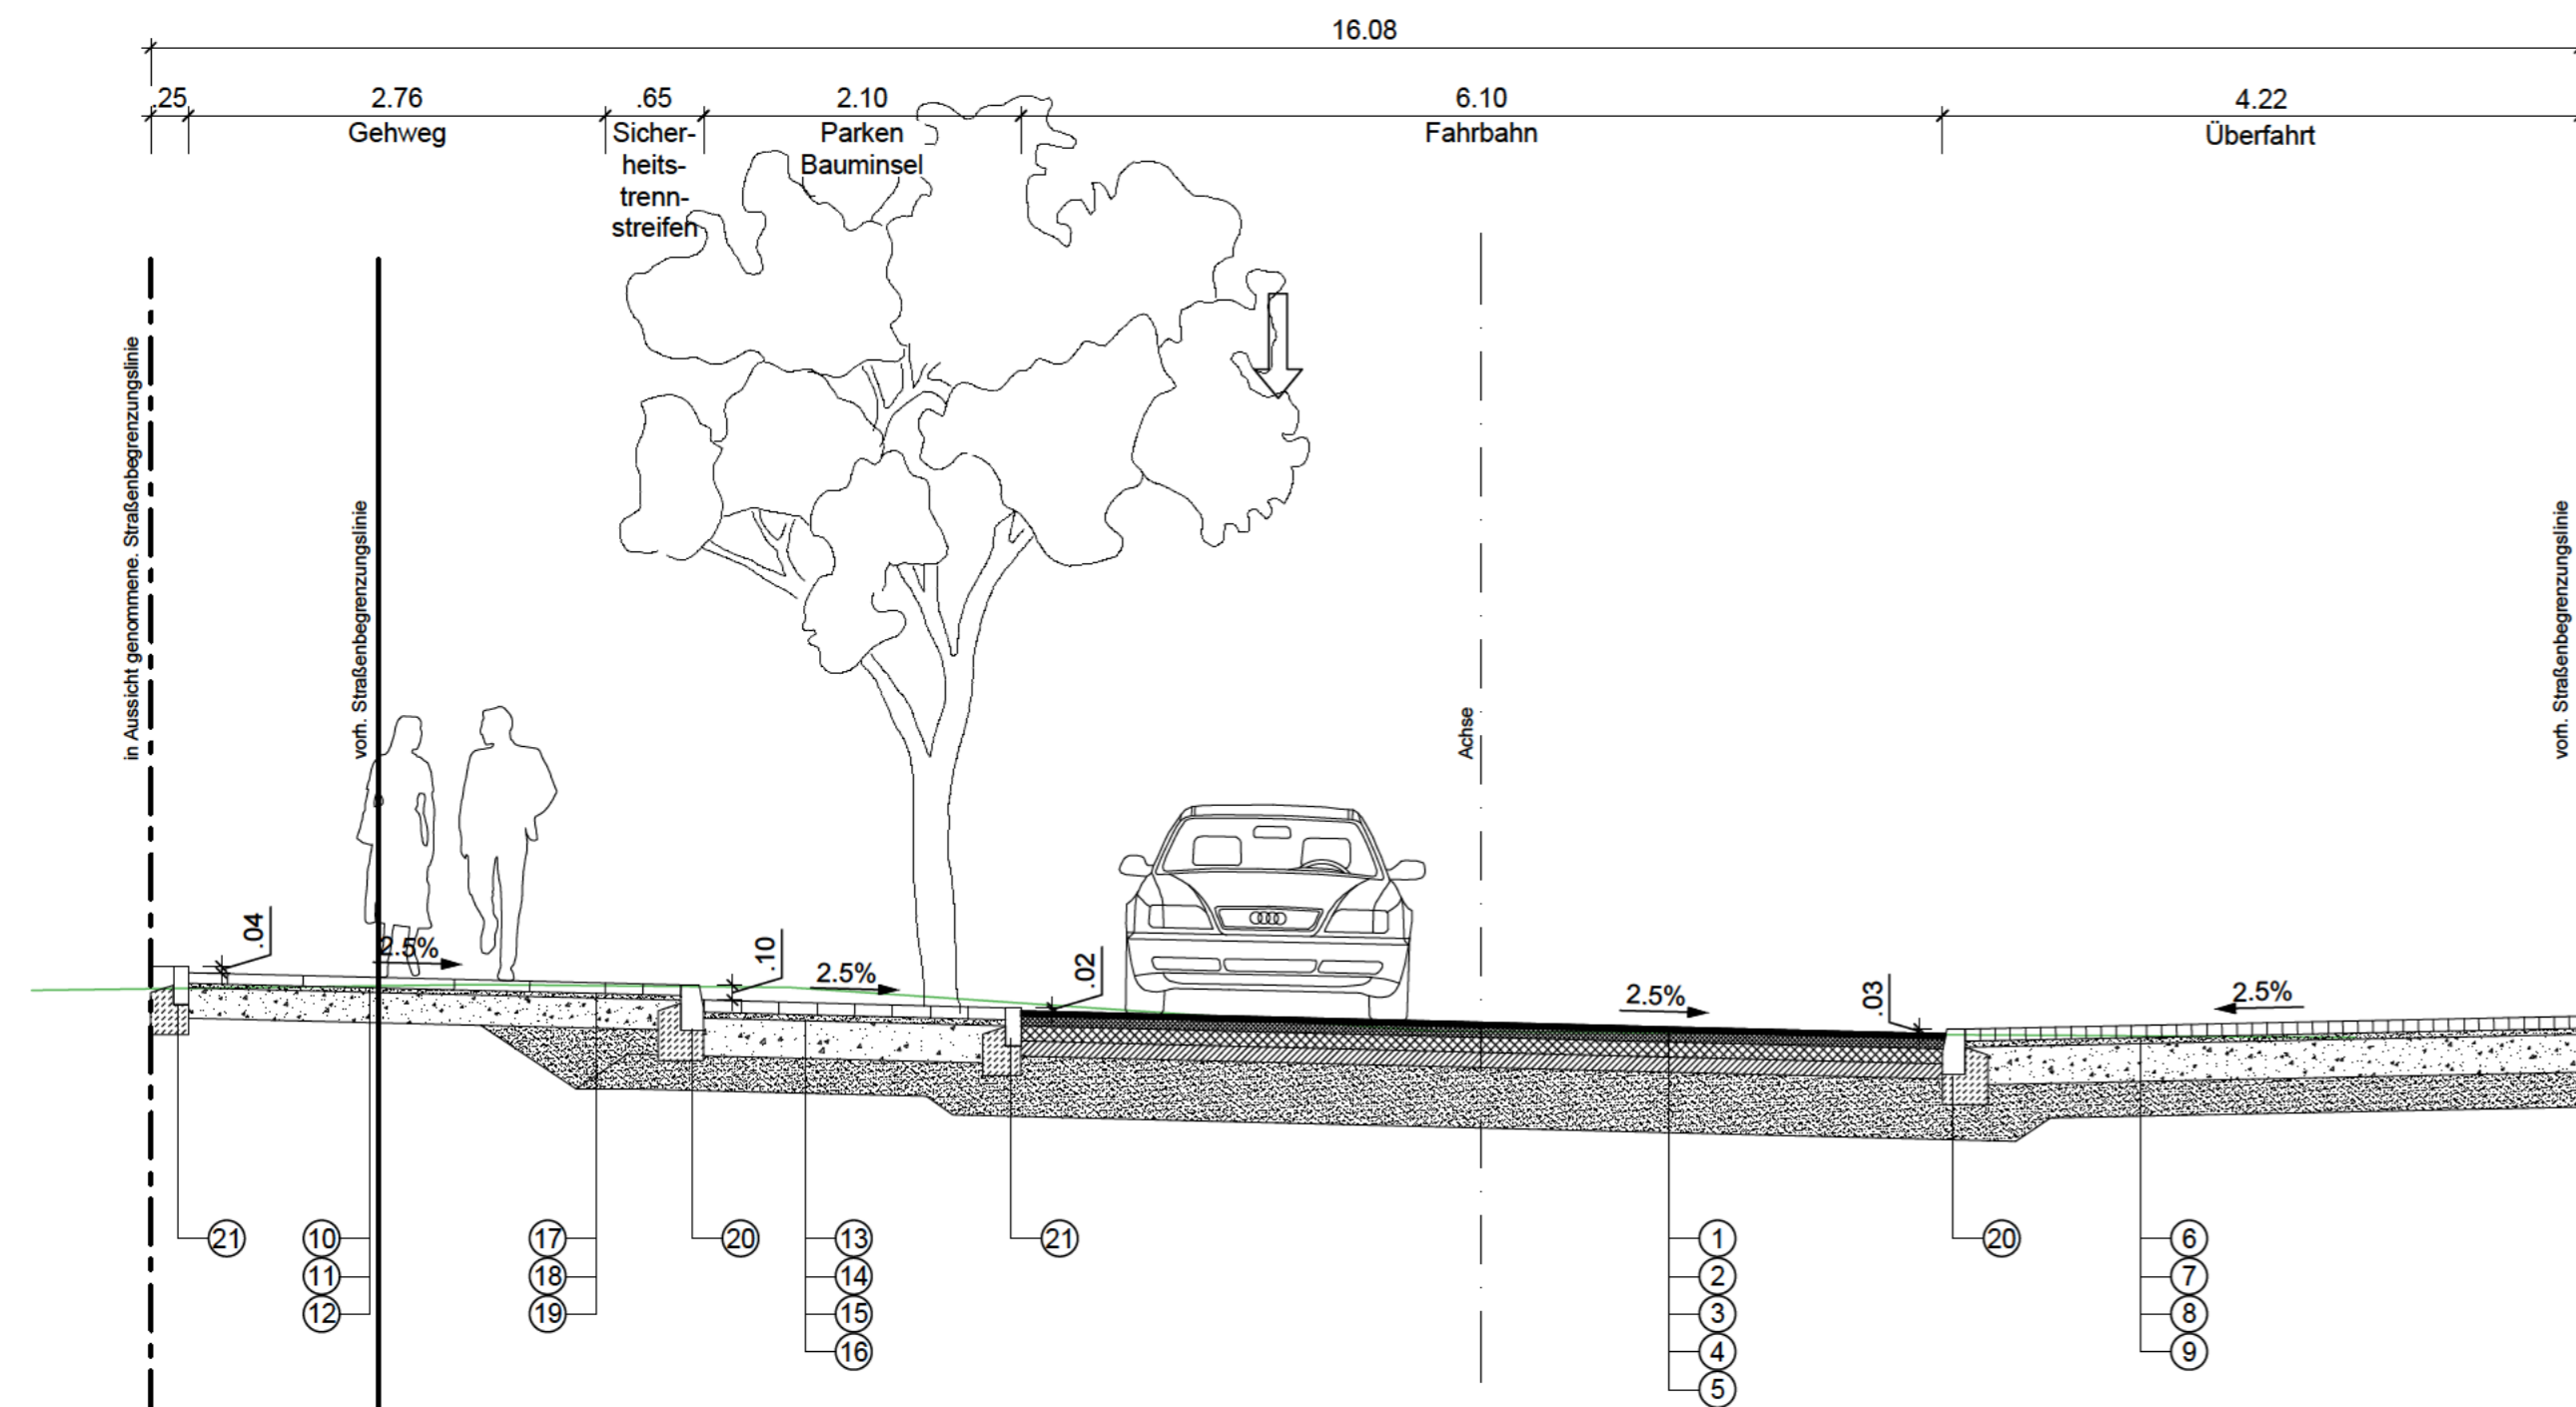 16.08
.25
2.76
.65
2.10
6.10
4.22
Gehweg
Sicher-
heits-
trenn-
streifen
Parken
Bauminsel
Fahrbahn
Überfahrt
in Aussicht genommene. Straßenbegrenzungslinie
vorh. Straßenbegrenzungslinie
Achse
vorh. Straßenbegrenzungslinie
.04
2.5%
.10
2.5%
.02
2.5%
.03
2.5%
21
10
11
12
17
18
19
20
13
14
15
16
21
1
2
3
4
5
20
6
7
8
9